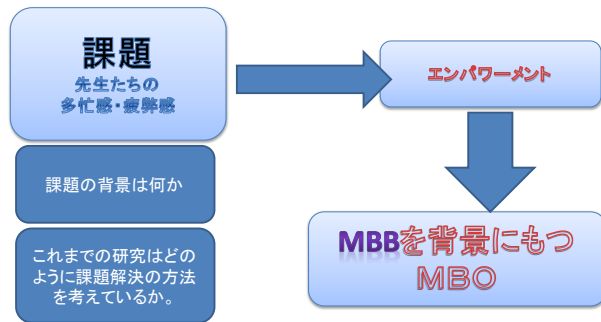 課題
先生たちの
多忙感・疲弊感
エンパワーメント
課題の背景は何か
これまでの研究はどの
ように課題解決の方法
を考えているか。
MBBを背景にもつ
MBO